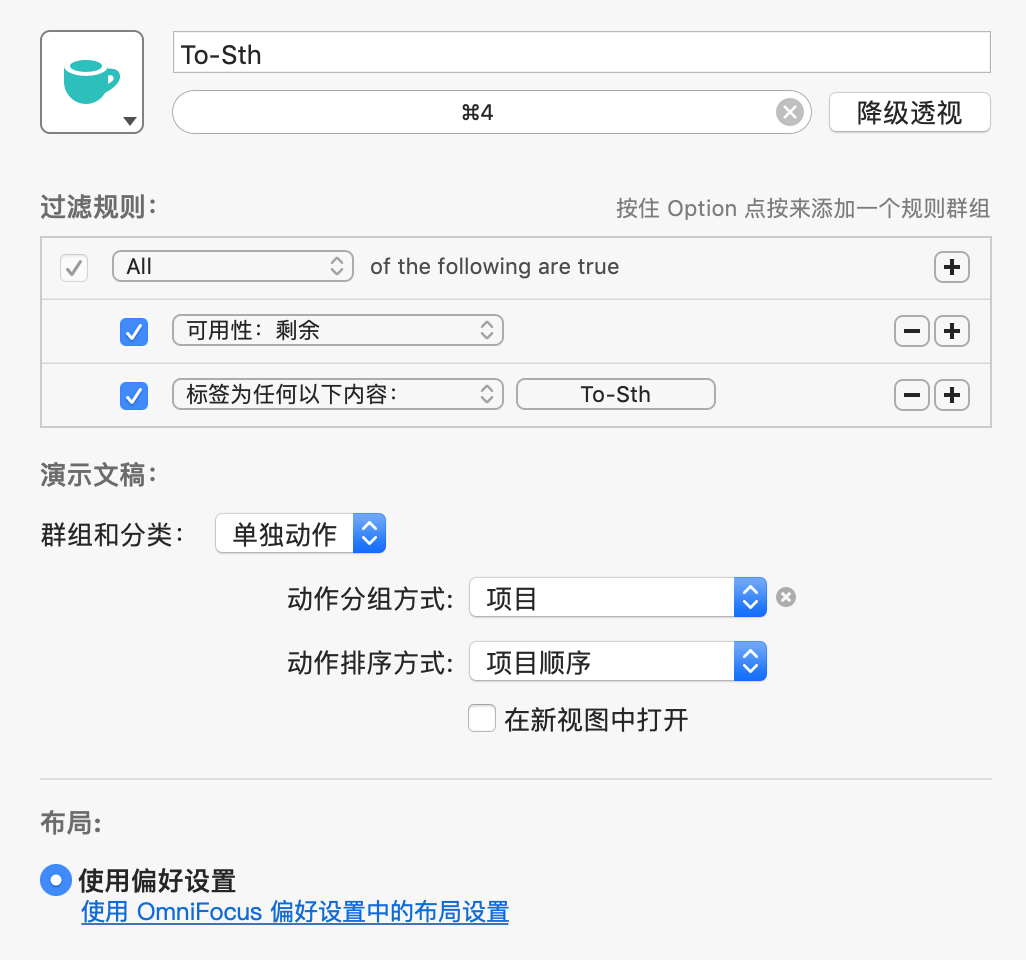 To-Sth
⌘4
降级透视
过滤规则：
按住 Option 点按来添加一个规则群组
All of the following are true
可用性：剩余
标签为任何以下内容： To-Sth
演示文稿：
群组和分类： 单独动作
动作分组方式: 项目
动作排序方式: 项目顺序
在新视图中打开
布局:
使用偏好设置
使用 OmniFocus 偏好设置中的布局设置